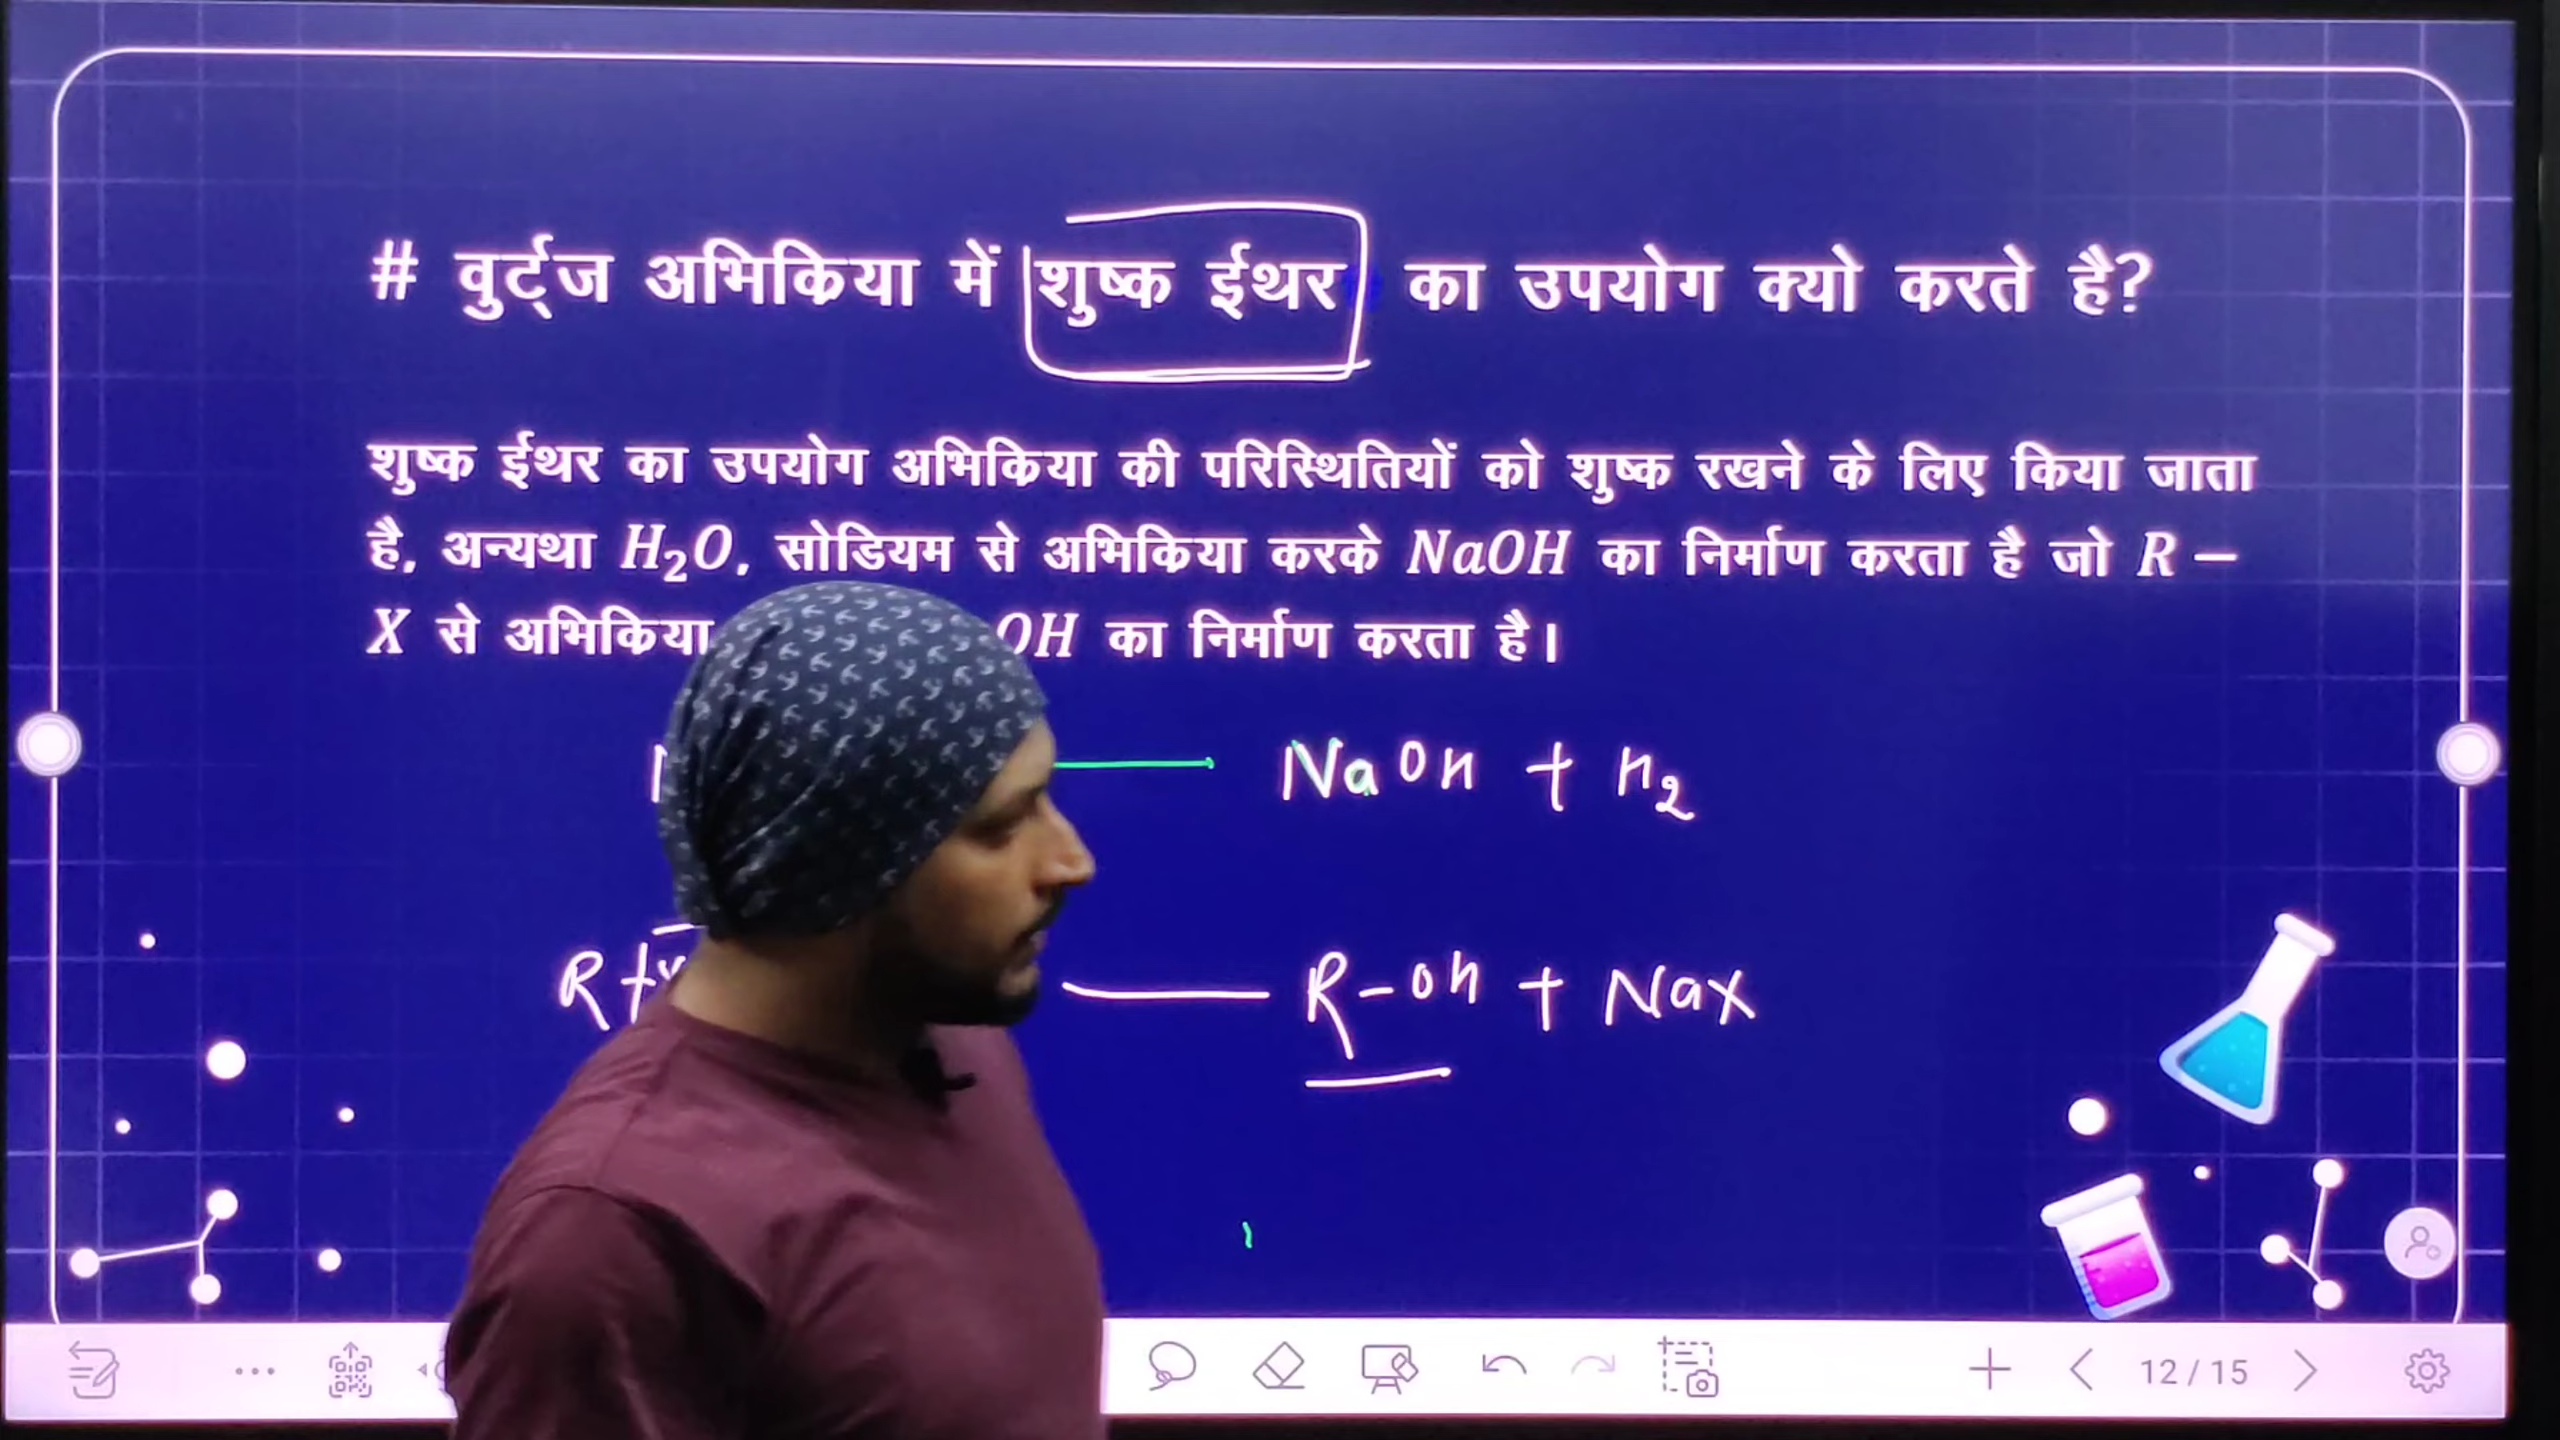 # वुर्ट्ज अभिक्रिया में शुष्क ईथर का उपयोग क्यो करते है?
शुष्क ईथर का उपयोग अभिक्रिया की परिस्थितियों को शुष्क रखने के लिए किया जाता
है, अन्यथा H₂O, सोडियम से अभिक्रिया करके NaOH का निर्माण करता है जो R −
X से अभिक्रिया OH का निर्माण करता है।
NaOH + H₂
R R-OH + NaX
12 / 15